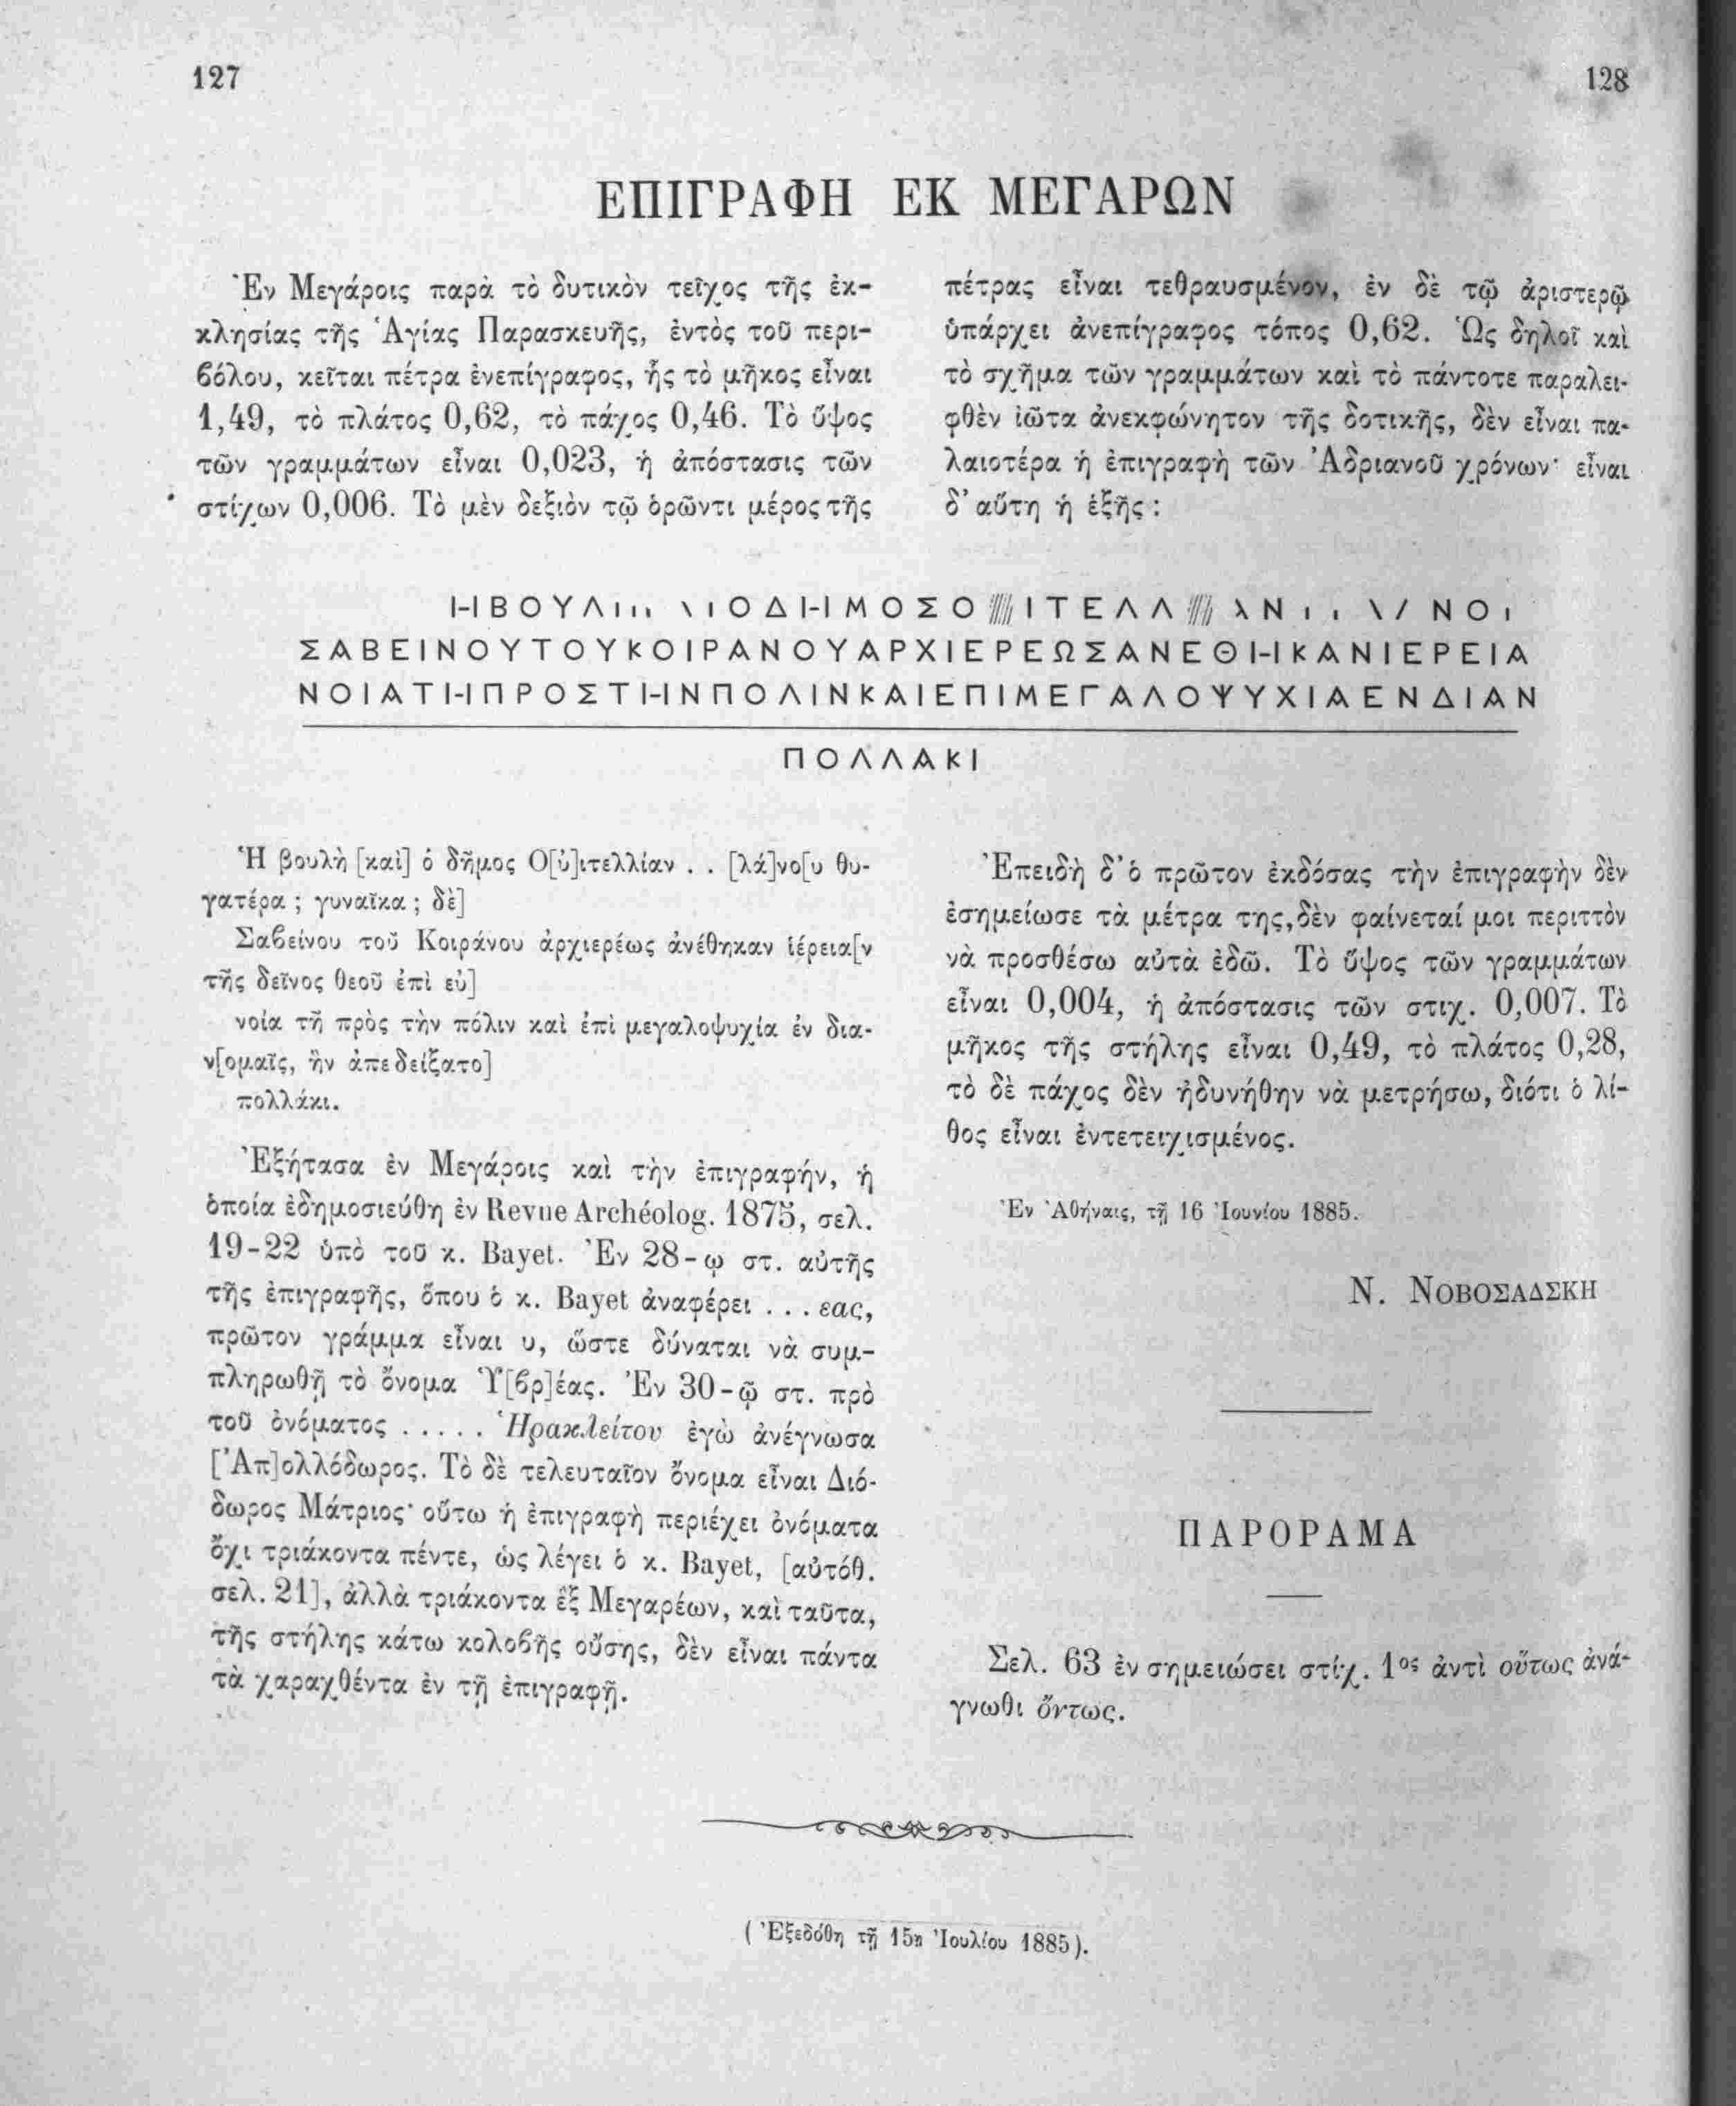 127
128
ΕΠΙΓΡΑΦΗ ΕΚ ΜΕΓΑΡΩΝ
Ἐν Μεγάροις παρὰ τὸ δυτικὸν τεῖχος τῆς ἐκ-
κλησίας τῆς Ἁγίας Παρασκευῆς, ἐντὸς τοῦ περι-
βόλου, κεῖται πέτρα ἐνεπίγραφος, ἧς τὸ μῆκος εἶναι
1,49, τὸ πλάτος 0,62, τὸ πάχος 0,46. Τὸ ὕψος
τῶν γραμμάτων εἶναι 0,023, ἡ ἀπόστασις τῶν
στίχων 0,006. Τὸ μὲν δεξιὸν τῷ ὁρῶντι μέρος τῆς
πέτρας εἶναι τεθραυσμένον, ἐν δὲ τῷ ἀριστερῷ
ὑπάρχει ἀνεπίγραφος τόπος 0,62. Ὡς δηλοῖ καὶ
τὸ σχῆμα τῶν γραμμάτων καὶ τὸ πάντοτε παραλει-
φθὲν ἰῶτα ἀνεκφώνητον τῆς δοτικῆς, δὲν εἶναι πα-
λαιοτέρα ἡ ἐπιγραφὴ τῶν Ἀδριανοῦ χρόνων· εἶναι
δ' αὕτη ἡ ἑξῆς :
ΗΒΟΥΛ ΟΔΗΜΟΣΟ ΙΤΕΛΛ ΑΝ ΝΟ
ΣΑΒΕΙΝΟΥΤΟΥΚΟΙΡΑΝΟΥΑΡΧΙΕΡΕΩΣΑΝΕΘΗΚΑΝΙΕΡΕΙΑ
ΝΟΙΑΤΗΠΡΟΣΤΗΝΠΟΛΙΝΚΑΙΕΠΙΜΕΓΑΛΟΨΥΧΙΑΕΝΔΙΑΝ
ΠΟΛΛΑΚΙ
Ἡ βουλὴ [καὶ] ὁ δῆμος Ο[ὐ]ιτελλίαν . . [λά]νο[υ θυ-
γατέρα ; γυναῖκα ; δὲ]
Σαβείνου τοῦ Κοιράνου ἀρχιερέως ἀνέθηκαν ἱέρεια[ν
τῆς δεῖνος θεοῦ ἐπὶ εὐ]
νοία τῆ πρὸς τὴν πόλιν καὶ ἐπὶ μεγαλοψυχία ἐν δια-
ν[ομαῖς, ἣν ἀπεδείξατο]
πολλάκι.
Ἐξήτασα ἐν Μεγάροις καὶ τὴν ἐπιγραφήν, ἡ
ὁποία ἐδημοσιεύθη ἐν Revue Archéolog. 1875, σελ.
19-22 ὑπὸ τοῦ κ. Bayet. Ἐν 28-ῳ στ. αὐτῆς
τῆς ἐπιγραφῆς, ὅπου ὁ κ. Bayet ἀναφέρει . . . εας,
πρῶτον γράμμα εἶναι υ, ὥστε δύναται νὰ συμ-
πληρωθῇ τὸ ὄνομα Ὑ[βρ]έας. Ἐν 30-ῷ στ. πρὸ
τοῦ ὀνόματος . . . . . Ἡρακλείτου ἐγὼ ἀνέγνωσα
[Ἀπ]ολλόδωρος. Τὸ δὲ τελευταῖον ὄνομα εἶναι Διό-
δωρος Μάτριος· οὕτω ἡ ἐπιγραφὴ περιέχει ὀνόματα
ὄχι τριάκοντα πέντε, ὡς λέγει ὁ κ. Bayet, [αὐτόθ.
σελ. 21], ἀλλὰ τριάκοντα ἓξ Μεγαρέων, καὶ ταῦτα,
τῆς στήλης κάτω κολοβῆς οὔσης, δὲν εἶναι πάντα
τὰ χαραχθέντα ἐν τῇ ἐπιγραφῇ.
Ἐπειδὴ δ' ὁ πρῶτον ἐκδόσας τὴν ἐπιγραφὴν δὲν
ἐσημείωσε τὰ μέτρα της, δὲν φαίνεταί μοι περιττὸν
νὰ προσθέσω αὐτὰ ἐδῶ. Τὸ ὕψος τῶν γραμμάτων
εἶναι 0,004, ἡ ἀπόστασις τῶν στιχ. 0,007. Τὸ
μῆκος τῆς στήλης εἶναι 0,49, τὸ πλάτος 0,28,
τὸ δὲ πάχος δὲν ἠδυνήθην νὰ μετρήσω, διότι ὁ λί-
θος εἶναι ἐντετειχισμένος.
Ἐν Ἀθήναις, τῇ 16 Ἰουνίου 1885.
Ν. ΝΟΒΟΣΑΔΣΚΗ
ΠΑΡΟΡΑΜΑ
Σελ. 63 ἐν σημειώσει στίχ. 1ος ἀντὶ οὕτως ἀνά-
γνωθι ὄντως.
(Ἐξεδόθη τῇ 15ῃ Ἰουλίου 1885).